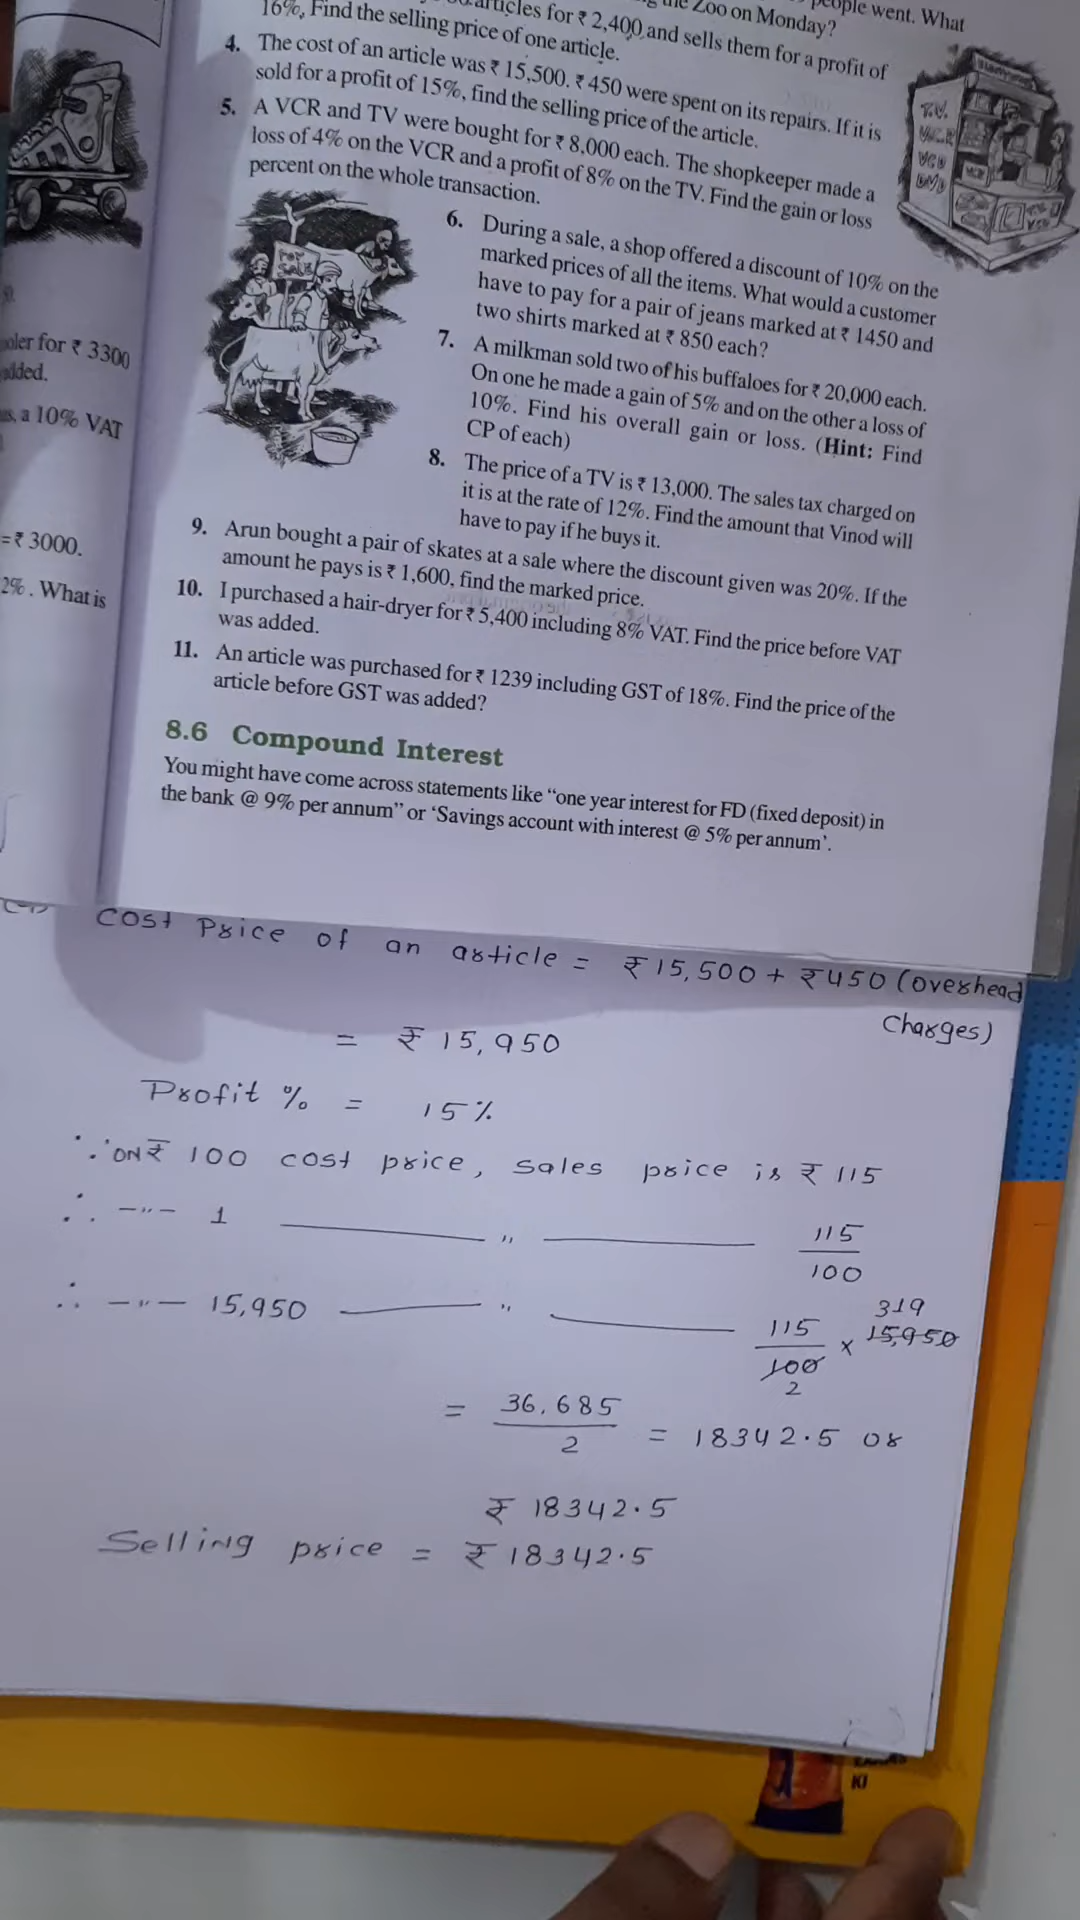 people went. What
the Zoo on Monday?
articles for ₹ 2,400 and sells them for a profit of
16%, Find the selling price of one article.
4. The cost of an article was ₹ 15,500. ₹ 450 were spent on its repairs. If it is
sold for a profit of 15%, find the selling price of the article.
5. A VCR and TV were bought for ₹ 8,000 each. The shopkeeper made a
loss of 4% on the VCR and a profit of 8% on the TV. Find the gain or loss
percent on the whole transaction.
T.V.
VCR
VCD
DVD
FOR
SALE
6. During a sale, a shop offered a discount of 10% on the
marked prices of all the items. What would a customer
have to pay for a pair of jeans marked at ₹ 1450 and
two shirts marked at ₹ 850 each?
7. A milkman sold two of his buffaloes for ₹ 20,000 each.
On one he made a gain of 5% and on the other a loss of
10%. Find his overall gain or loss. (Hint: Find
CP of each)
8. The price of a TV is ₹ 13,000. The sales tax charged on
it is at the rate of 12%. Find the amount that Vinod will
have to pay if he buys it.
9. Arun bought a pair of skates at a sale where the discount given was 20%. If the
amount he pays is ₹ 1,600, find the marked price.
10. I purchased a hair-dryer for ₹ 5,400 including 8% VAT. Find the price before VAT
was added.
11. An article was purchased for ₹ 1239 including GST of 18%. Find the price of the
article before GST was added?
8.6 Compound Interest
You might have come across statements like “one year interest for FD (fixed deposit) in
the bank @ 9% per annum” or ‘Savings account with interest @ 5% per annum’.
for ₹ 3300
added.
a 10% VAT
= ₹ 3000.
2% . What is
Cost Price of an article = ₹ 15,500 + ₹ 450 (overhead
Charges)
= ₹ 15,950
Profit % = 15%
∵ ON ₹ 100 cost price, sales price is ₹ 115
∴ —"— 1 ——— " ——— 115/100
∴ —"— 15,950 ——— " ——— 115/100 × 15,950
319
2
= 36,685/2 = 18342.5 or
₹ 18342.5
Selling price = ₹ 18342.5
KI